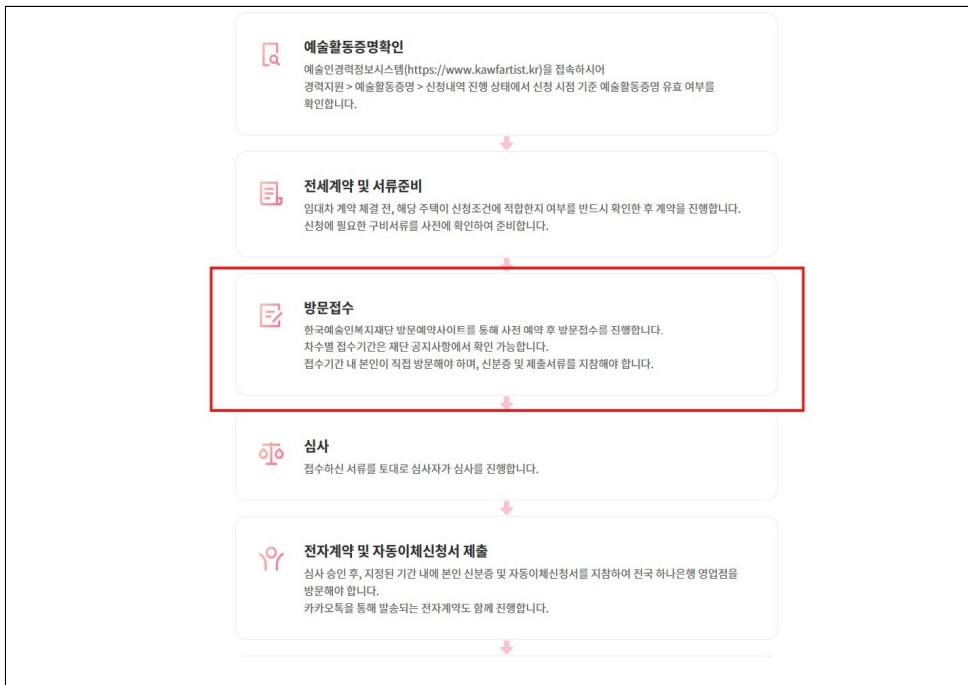 예술활동증명확인
예술인경력정보시스템(https://www.kawfartist.kr)을 접속하시어
경력지원 > 예술활동증명 > 신청내역 진행 상태에서 신청 시점 기준 예술활동증명 유효 여부를
확인합니다.
전세계약 및 서류준비
임대차 계약 체결 전, 해당 주택이 신청조건에 적합한지 여부를 반드시 확인한 후 계약을 진행합니다.
신청에 필요한 구비서류를 사전에 확인하여 준비합니다.
방문접수
한국예술인복지재단 방문예약사이트를 통해 사전 예약 후 방문접수를 진행합니다.
차수별 접수기간은 재단 공지사항에서 확인 가능합니다.
접수기간 내 본인이 직접 방문해야 하며, 신분증 및 제출서류를 지참해야 합니다.
심사
접수하신 서류를 토대로 심사자가 심사를 진행합니다.
전자계약 및 자동이체신청서 제출
심사 승인 후, 지정된 기간 내에 본인 신분증 및 자동이체신청서를 지참하여 전국 하나은행 영업점을
방문해야 합니다.
카카오톡을 통해 발송되는 전자계약도 함께 진행합니다.